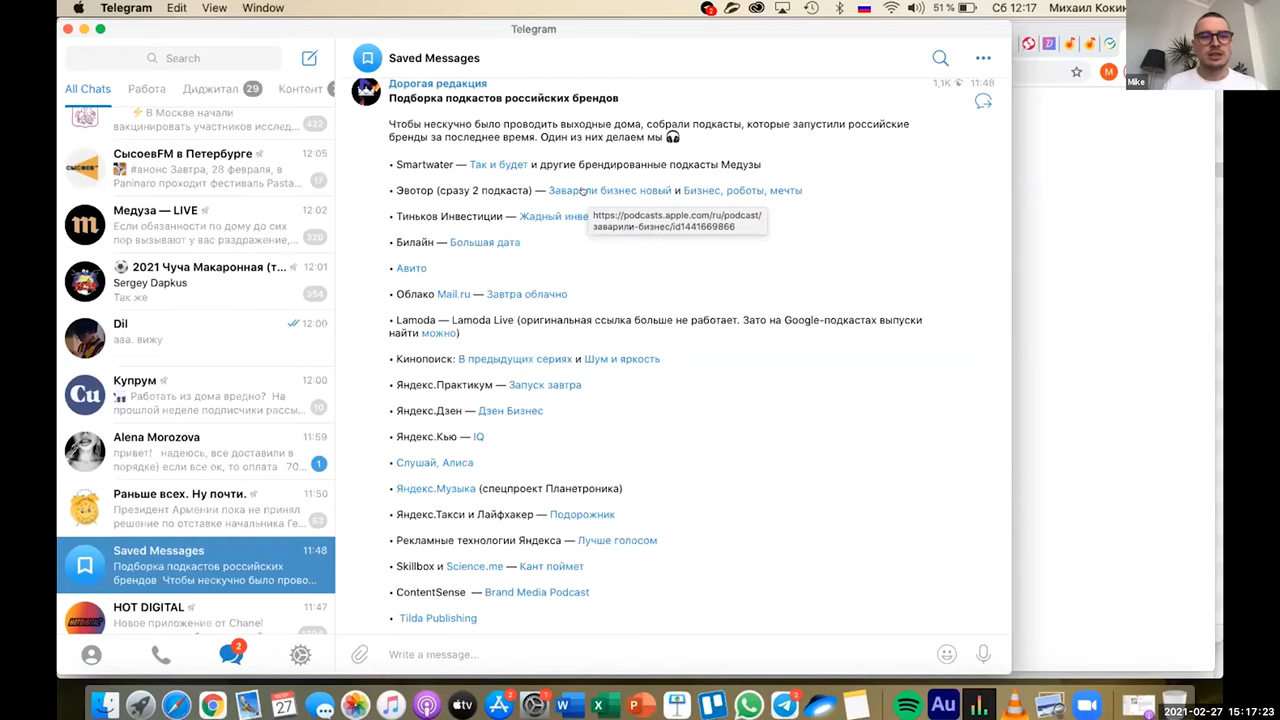 Telegram Edit View Window
2
51 %
Сб 12:17 Михаил Кокин
Telegram
Search
All Chats Работа Диджитал 29 Контент
⚡ В Москве начали
вакцинировать участников исслед...
422
СысоевFM в Петербурге 12:05
#анонс Завтра, 28 февраля, в
Paninaro проходит фестиваль Pasta...
17
Медуза — LIVE 12:02
Если обязанности по дому до сих
пор вызывают у вас раздражение,...
320
⚽ 2021 Чуча Макаронная (т... 12:01
Sergey Dapkus
Так же
354
Dil 12:00
ааа. вижу
Купрум 12:00
Работать из дома вредно? На
прошлой неделе подписчики рассы...
10
Alena Morozova 11:59
привет! надеюсь, все доставили в
порядке) если все ок, то оплата 70...
1
Раньше всех. Ну почти. 11:50
Президент Армении пока не принял
решение по отставке начальника Ге...
Saved Messages 11:48
Подборка подкастов российских
брендов Чтобы нескучно было прово...
HOT DIGITAL 11:47
Новое приложение от Chanel
2
Saved Messages
Дорогая редакция
1,1K 11:48
Подборка подкастов российских брендов
Чтобы нескучно было проводить выходные дома, собрали подкасты, которые запустили российские
бренды за последнее время. Один из них делаем мы 🎧
• Smartwater — Так и будет и другие брендированные подкасты Медузы
• Эвотор (сразу 2 подкаста) — Заварили бизнес новый и Бизнес, роботы, мечты
• Тиньков Инвестиции — Жадный инве
https://podcasts.apple.com/ru/podcast/
заварили-бизнес/id1441669866
• Билайн — Большая дата
• Авито
• Облако Mail.ru — Завтра облачно
• Lamoda — Lamoda Live (оригинальная ссылка больше не работает. Зато на Google-подкастах выпуски
найти можно)
• Кинопоиск: В предыдущих сериях и Шум и яркость
• Яндекс.Практикум — Запуск завтра
• Яндекс.Дзен — Дзен Бизнес
• Яндекс.Кью — IQ
• Слушай, Алиса
• Яндекс.Музыка (спецпроект Планетроника)
• Яндекс.Такси и Лайфхакер — Подорожник
• Рекламные технологии Яндекса — Лучше голосом
• Skillbox и Science.me — Кант поймет
• ContentSense — Brand Media Podcast
• Tilda Publishing
Write a message...
Mike
2021-02-27 15:17:23